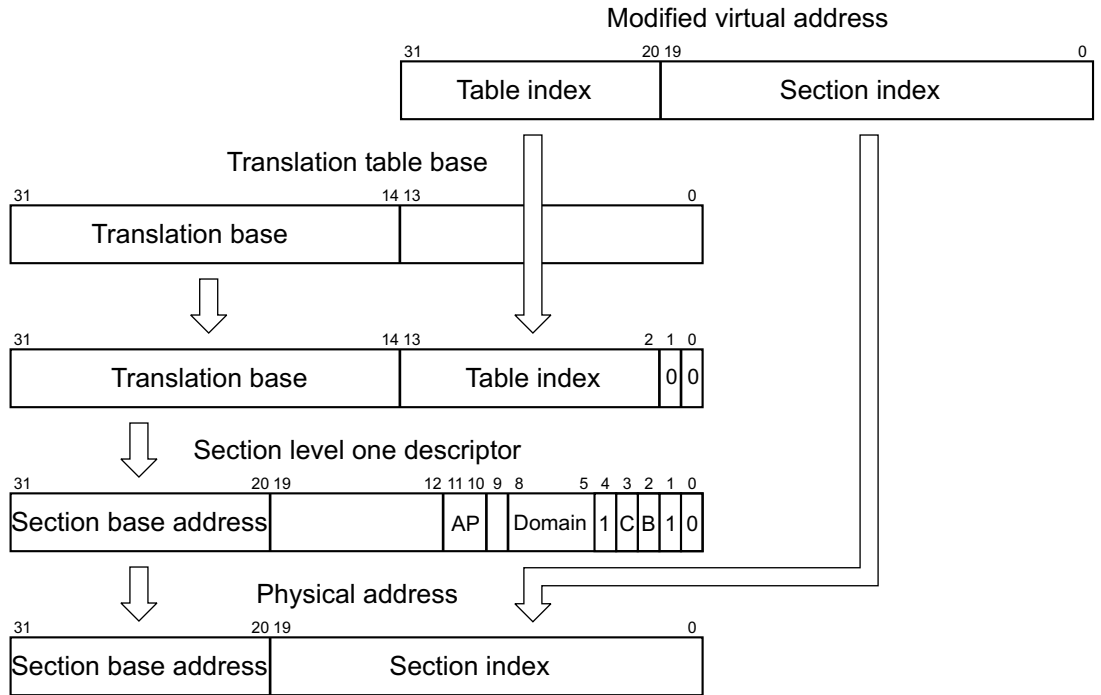 Modified virtual address
31 20 19 0
Table index Section index
Translation table base
31 14 13 0
Translation base
31 14 13 2 1 0
Translation base Table index 0 0
Section level one descriptor
31 20 19 12 11 10 9 8 5 4 3 2 1 0
Section base address AP Domain 1 C B 1 0
Physical address
31 20 19 0
Section base address Section index